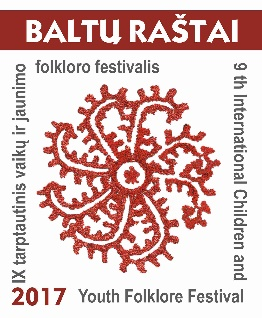 BALTŲ RAŠTAI
IX tarptautinis vaikų ir jaunimo
folkloro festivalis
9 th International Children and
Youth Folklore Festival
2017